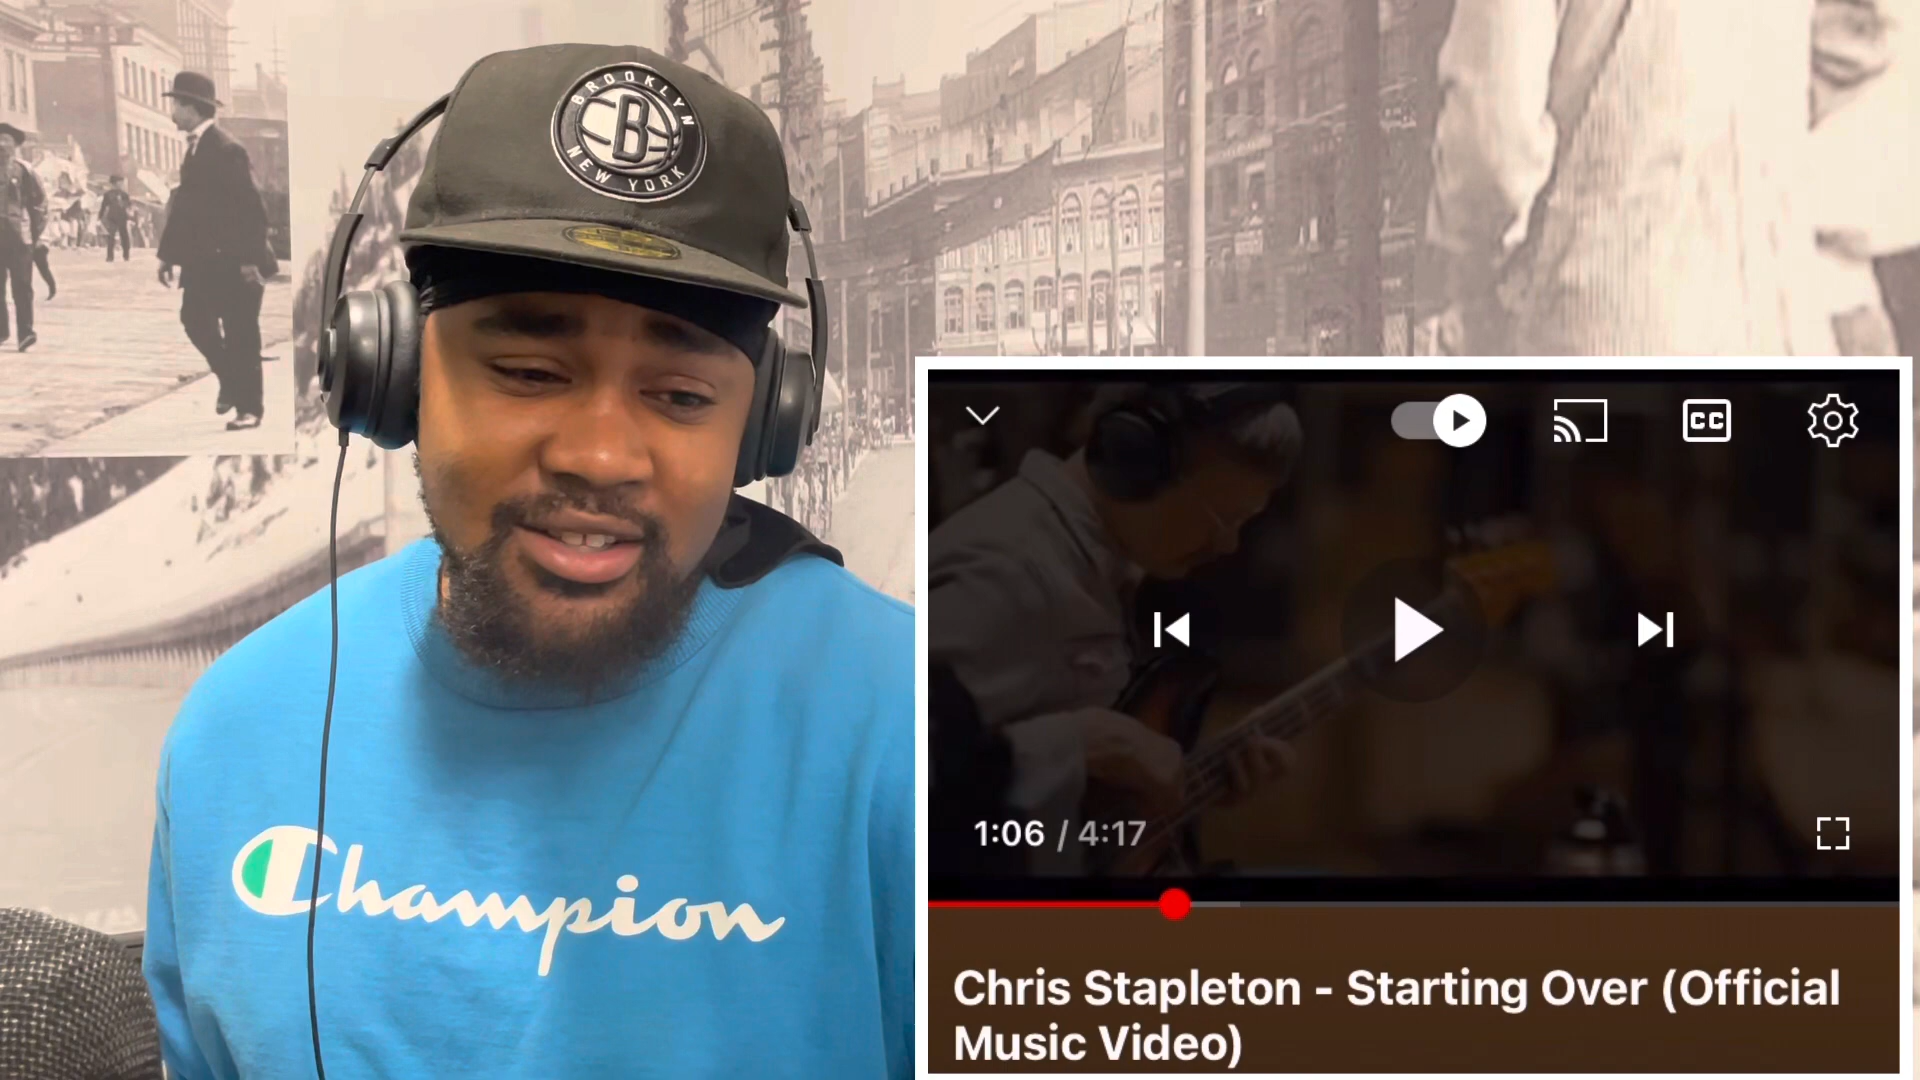 BROOKLYN
B
NEW YORK
Champion
CC
1:06 / 4:17
Chris Stapleton - Starting Over (Official
Music Video)